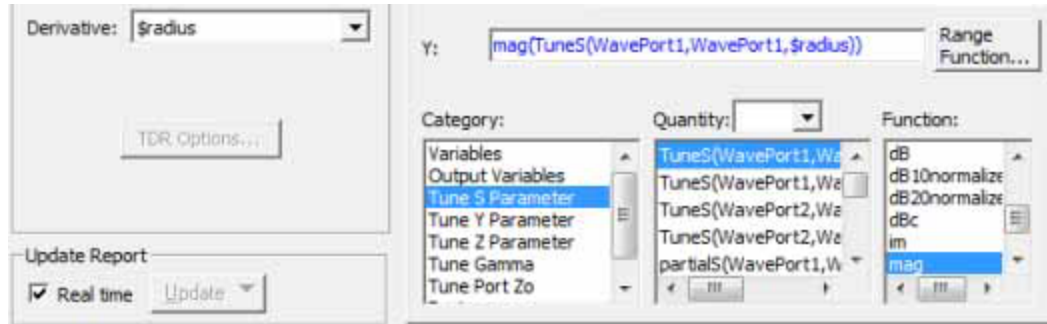 Derivative: $radius
TDR Options...
Update Report
Real time Update
Y: mag(TuneS(WavePort1,WavePort1,$radius))
Range
Function...
Category:
Variables
Output Variables
Tune S Parameter
Tune Y Parameter
Tune Z Parameter
Tune Gamma
Tune Port Zo
Quantity:
TuneS(WavePort1,Wa
TuneS(WavePort1,Wa
TuneS(WavePort2,Wa
TuneS(WavePort2,Wa
partialS(WavePort1,W
Function:
dB
dB10normalize
dB20normalize
dBc
im
mag